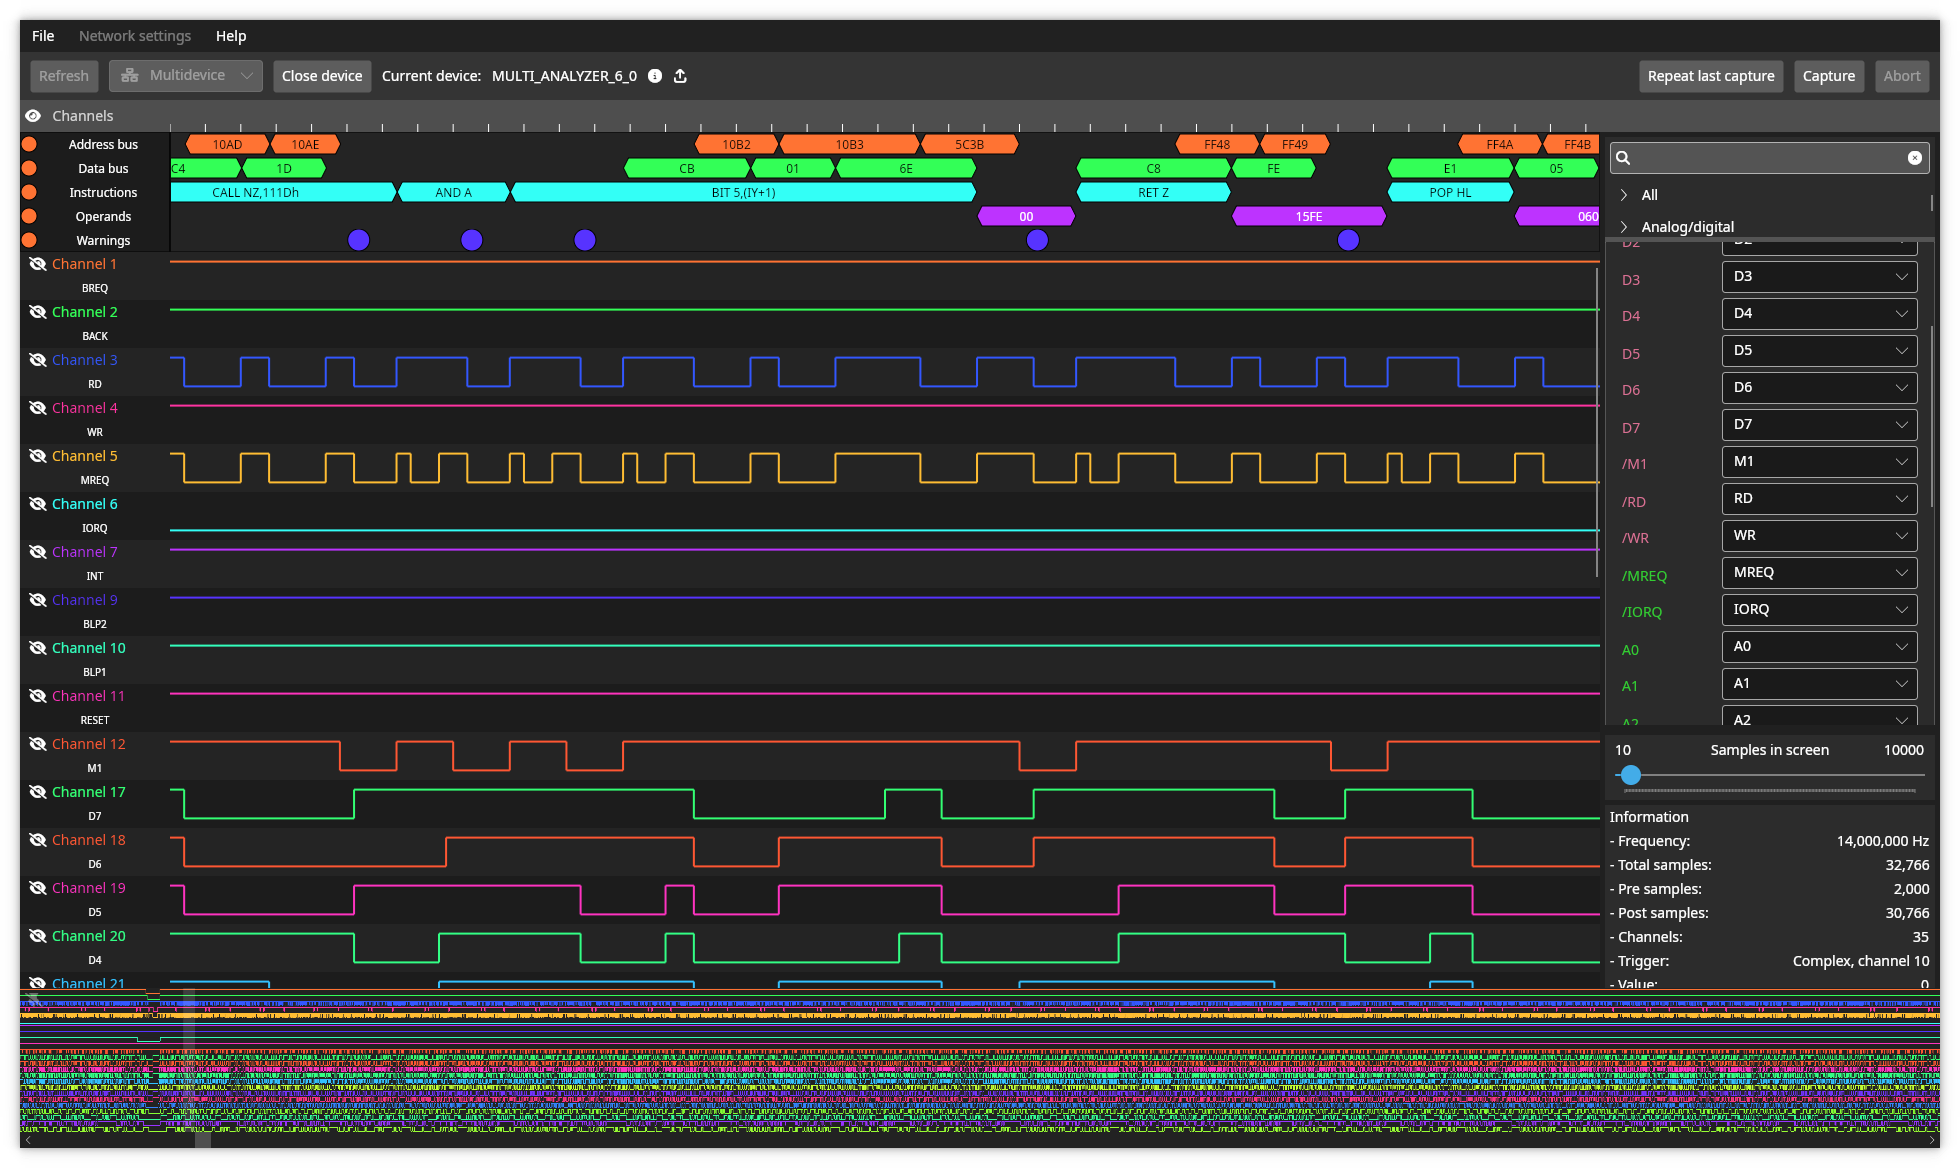 File Network settings Help
Refresh Multidevice Close device Current device: MULTI_ANALYZER_6_0 Repeat last capture Capture Abort
Channels
Address bus 10AD 10AE 10B2 10B3 5C3B FF48 FF49 FF4A FF4B
Data bus C4 1D CB 01 6E C8 FE E1 05
Instructions CALL NZ,111Dh AND A BIT 5,(IY+1) RET Z POP HL
Operands 00 15FE 060
Warnings
All
Analog/digital
Channel 1
BREQ
Channel 2
BACK
Channel 3
RD
Channel 4
WR
Channel 5
MREQ
Channel 6
IORQ
Channel 7
INT
Channel 9
BLP2
Channel 10
BLP1
Channel 11
RESET
Channel 12
M1
Channel 17
D7
Channel 18
D6
Channel 19
D5
Channel 20
D4
Channel 21
D2 D2
D3 D3
D4 D4
D5 D5
D6 D6
D7 D7
/M1 M1
/RD RD
/WR WR
/MREQ MREQ
/IORQ IORQ
A0 A0
A1 A1
A2 A2
10 Samples in screen 10000
Information
- Frequency: 14,000,000 Hz
- Total samples: 32,766
- Pre samples: 2,000
- Post samples: 30,766
- Channels: 35
- Trigger: Complex, channel 10
- Value: 0